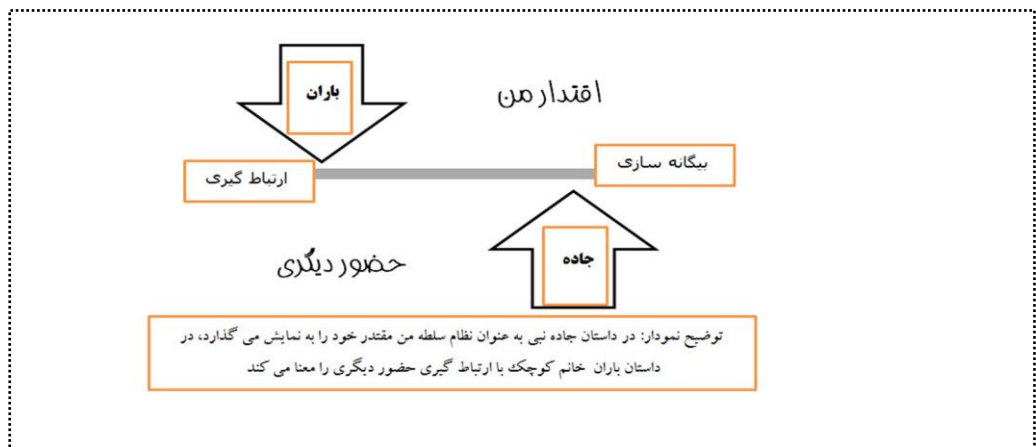 باران
اقتدار من
بیگانه سازی
ارتباط گیری
جاده
حضور دیگری
توضیح نمودار: در داستان جاده نبی به عنوان نظام سلطه من مقتدر خود را به نمایش می گذارد، در
داستان باران خانم کوچک با ارتباط گیری حضور دیگری را معنا می کند